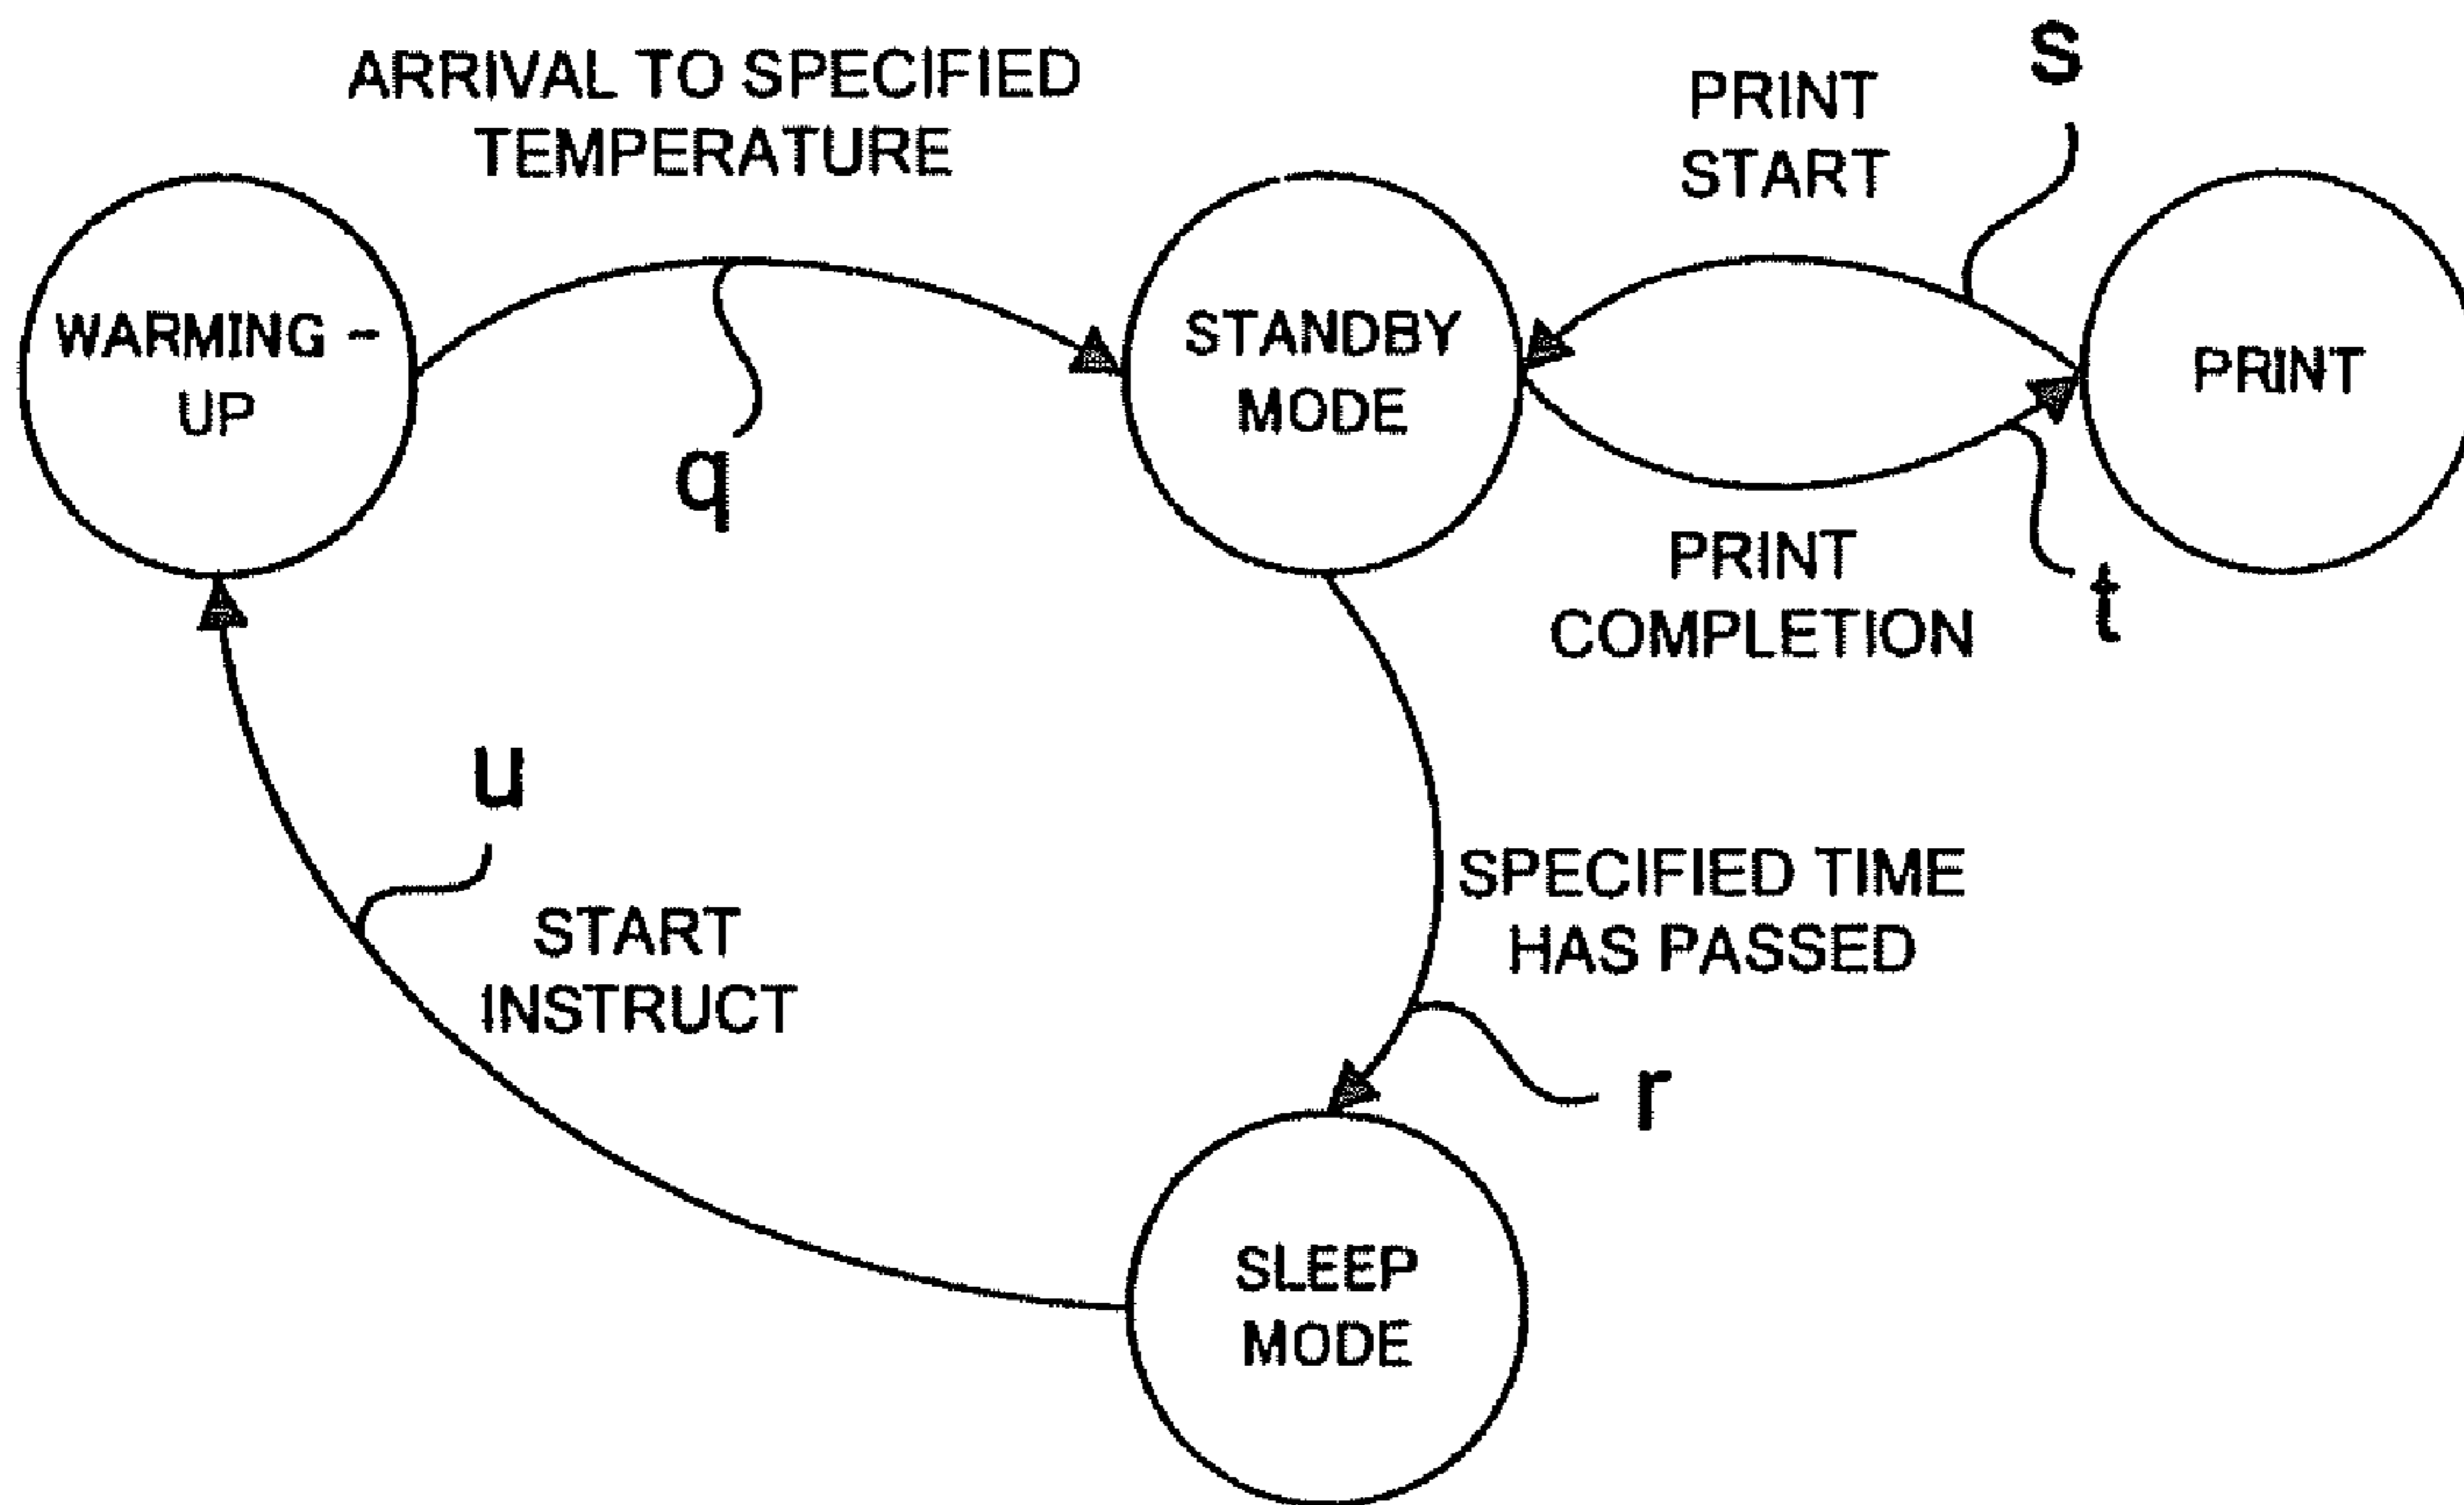 ARRIVAL TO SPECIFIED
TEMPERATURE
PRINT
START
s
WARMING -
UP
q
STANDBY
MODE
PRINT
PRINT
COMPLETION
t
u
START
INSTRUCT
SPECIFIED TIME
HAS PASSED
r
SLEEP
MODE